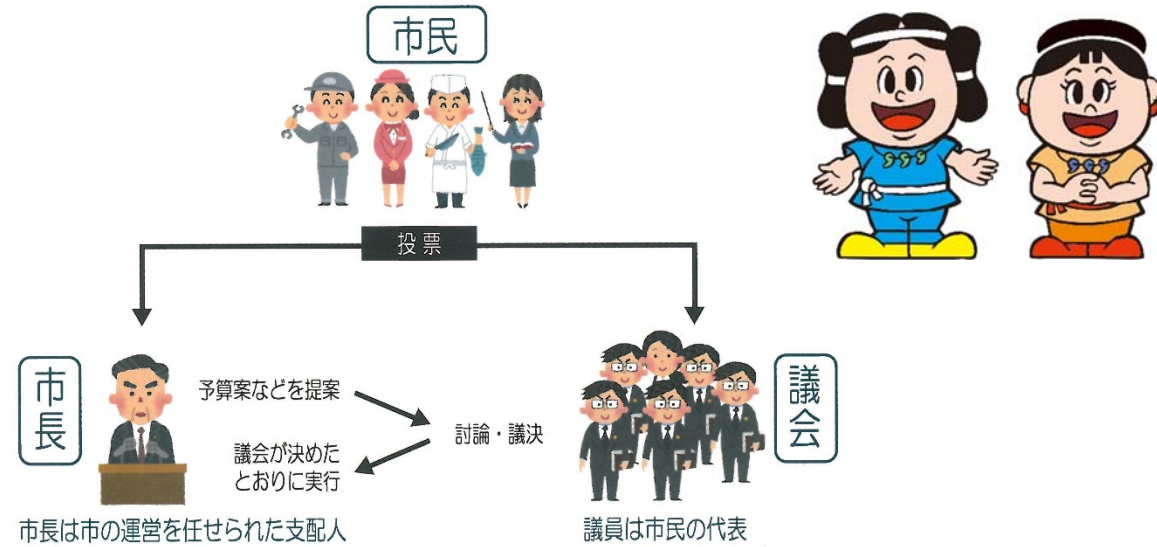 市民
投票
市長
予算案などを提案
議会が決めた
とおりに実行
討論・議決
議会
市長は市の運営を任せられた支配人
議員は市民の代表